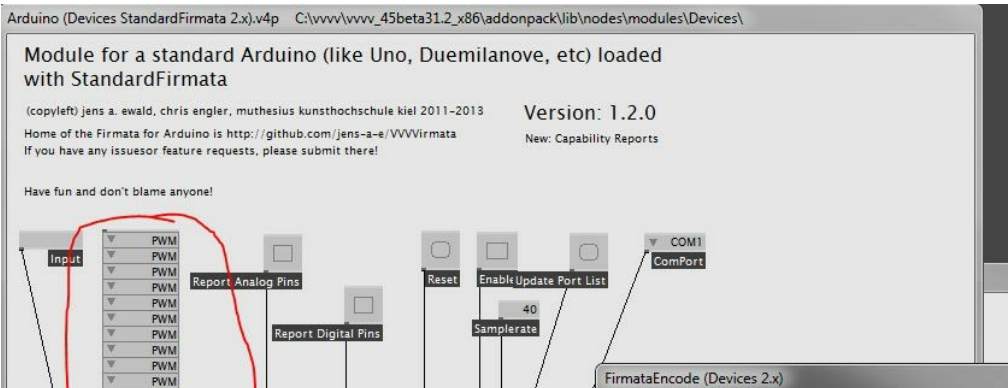 Arduino (Devices StandardFirmata 2.x).v4p C:\vvvv\vvvv_45beta31.2_x86\addonpack\lib\nodes\modules\Devices\
Module for a standard Arduino (like Uno, Duemilanove, etc) loaded
with StandardFirmata
(copyleft) jens a. ewald, chris engler, muthesius kunsthochschule kiel 2011-2013
Version: 1.2.0
Home of the Firmata for Arduino is http://github.com/jens-a-e/VVVVirmata
New: Capability Reports
If you have any issuesor feature requests, please submit there!
Have fun and don't blame anyone!
Input
PWM
PWM
PWM
PWM
PWM
PWM
PWM
PWM
PWM
PWM
Report Analog Pins
Report Digital Pins
Reset
Enable
Update Port List
COM1
ComPort
40
Samplerate
FirmataEncode (Devices 2.x)